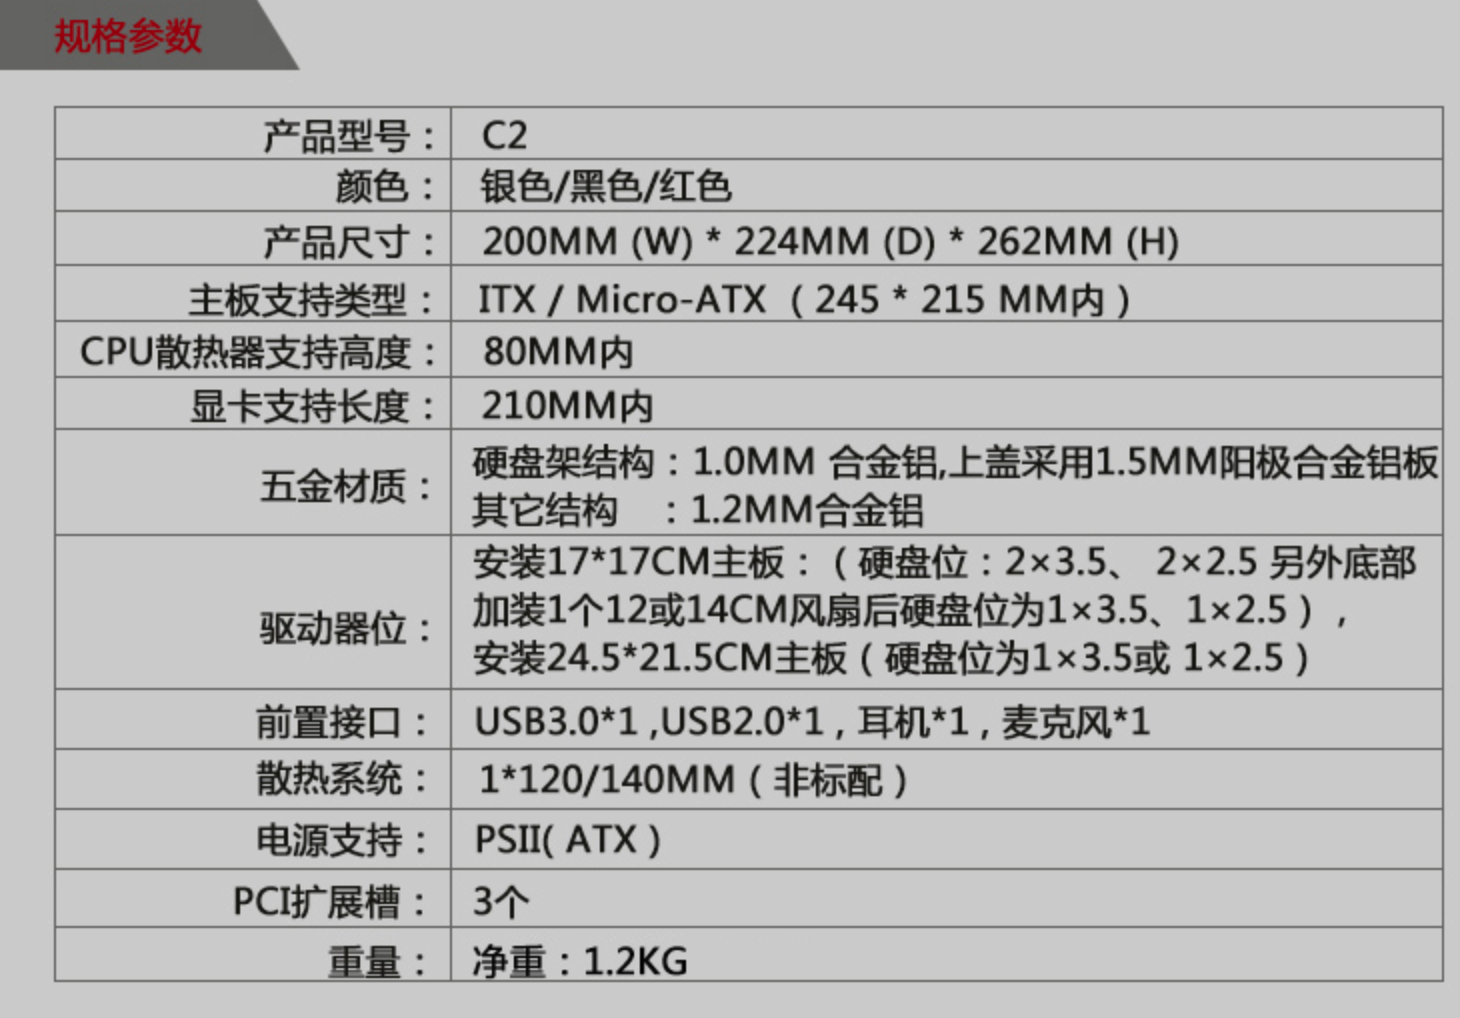 规格参数
产品型号： C2
颜色： 银色/黑色/红色
产品尺寸： 200MM (W) * 224MM (D) * 262MM (H)
主板支持类型： ITX / Micro-ATX （245 * 215 MM内）
CPU散热器支持高度： 80MM内
显卡支持长度： 210MM内
五金材质： 硬盘架结构：1.0MM 合金铝,上盖采用1.5MM阳极合金铝板
其它结构 ：1.2MM合金铝
驱动器位： 安装17*17CM主板：（硬盘位：2×3.5、 2×2.5 另外底部
加装1个12或14CM风扇后硬盘位为1×3.5、1×2.5），
安装24.5*21.5CM主板（硬盘位为1×3.5或 1×2.5）
前置接口： USB3.0*1 ,USB2.0*1，耳机*1，麦克风*1
散热系统： 1*120/140MM（非标配）
电源支持： PSII( ATX )
PCI扩展槽： 3个
重量： 净重：1.2KG